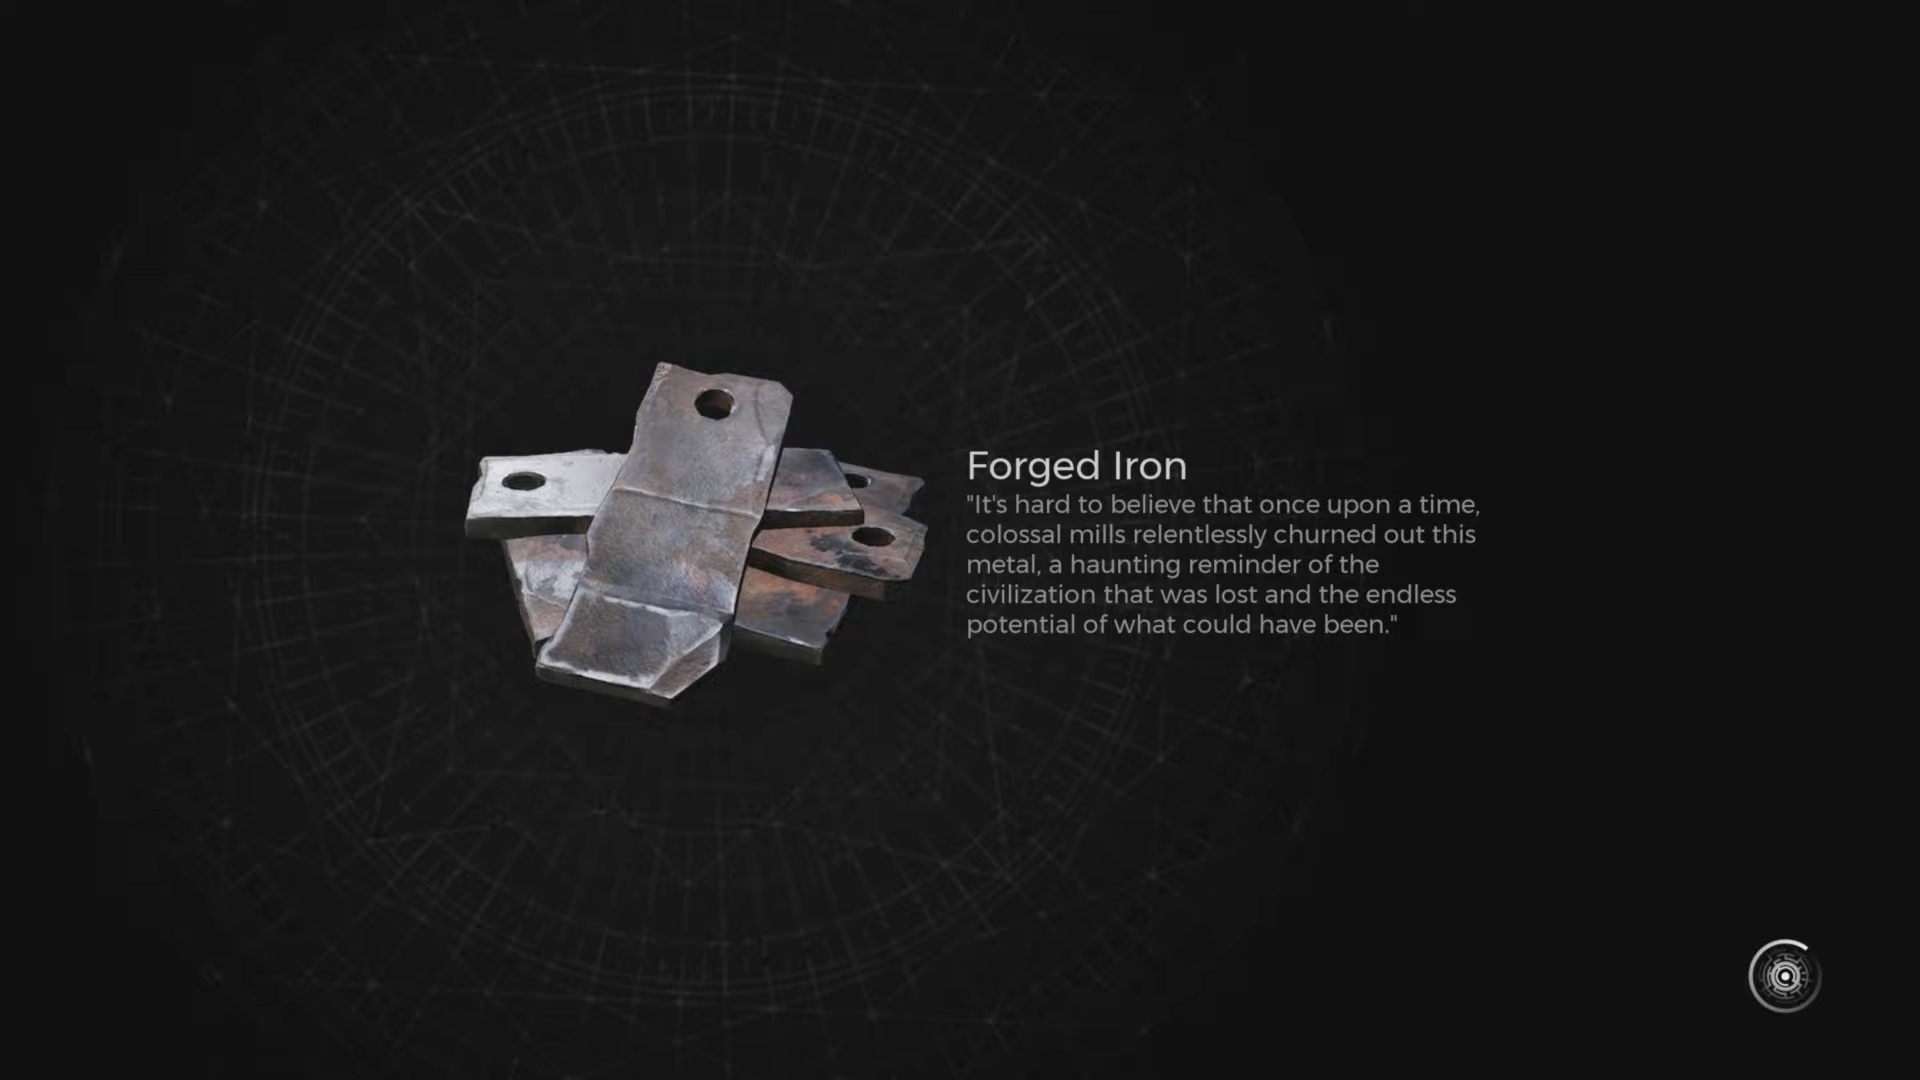 Forged Iron
"It's hard to believe that once upon a time,
colossal mills relentlessly churned out this
metal, a haunting reminder of the
civilization that was lost and the endless
potential of what could have been."